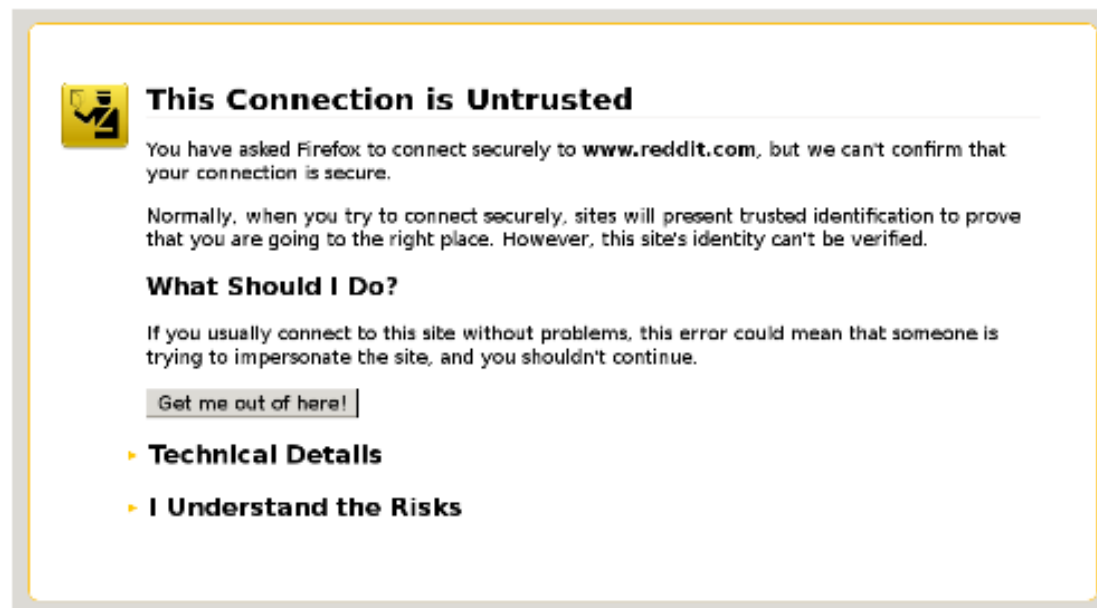 This Connection is Untrusted
You have asked Firefox to connect securely to www.reddit.com, but we can't confirm that
your connection is secure.
Normally, when you try to connect securely, sites will present trusted identification to prove
that you are going to the right place. However, this site's identity can't be verified.
What Should I Do?
If you usually connect to this site without problems, this error could mean that someone is
trying to impersonate the site, and you shouldn't continue.
Get me out of here!
Technical Details
I Understand the Risks